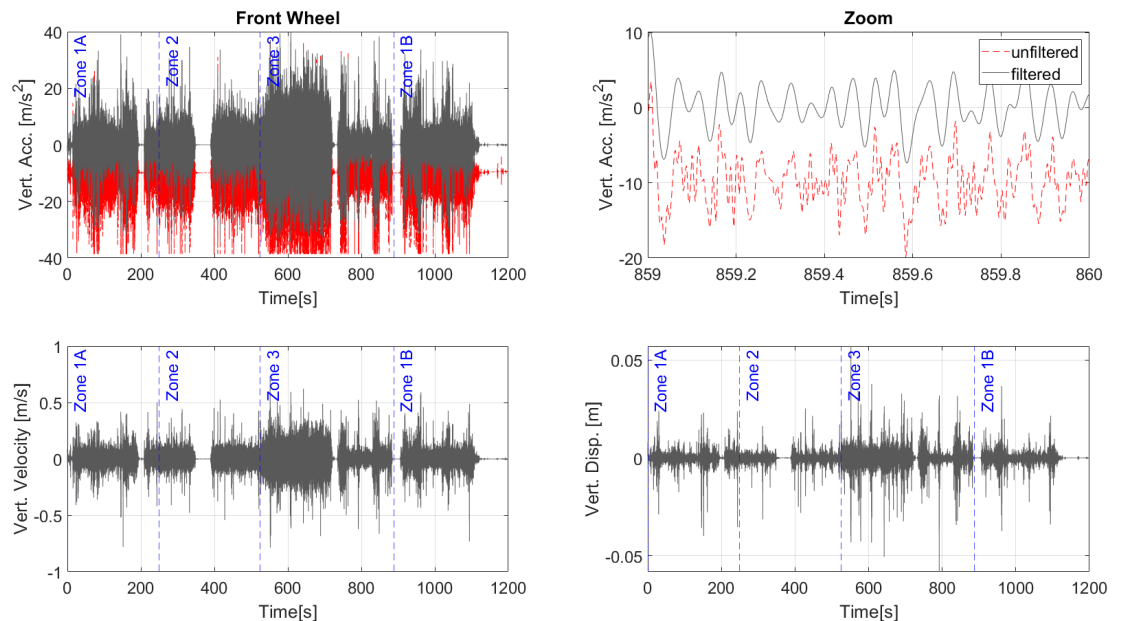 Front Wheel
Vert. Acc. [m/s²]
40
20
0
-20
-40
Zone 1A
Zone 2
Zone 3
Zone 1B
0 200 400 600 800 1000 1200
Time[s]
Zoom
Vert. Acc. [m/s²]
10
0
-10
-20
unfiltered
filtered
859 859.2 859.4 859.6 859.8 860
Time[s]
Vert. Velocity [m/s]
1
0.5
0
-0.5
-1
Zone 1A
Zone 2
Zone 3
Zone 1B
0 200 400 600 800 1000 1200
Time[s]
Vert. Disp. [m]
0.05
0
-0.05
Zone 1A
Zone 2
Zone 3
Zone 1B
0 200 400 600 800 1000 1200
Time[s]